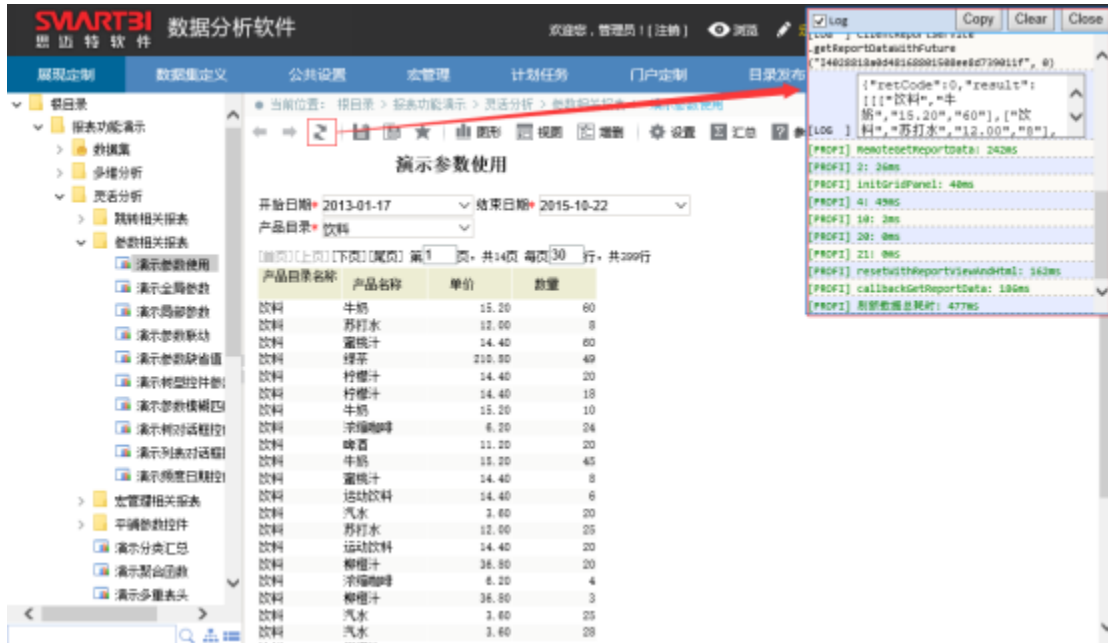 SMARTBI 数据分析软件
思迈特软件
欢迎您，管理员！[注销] 浏览
展现定制 数据集定义 公共设置 宏管理 计划任务 门户定制 目录发布
根目录
报表功能演示
数据集
多维分析
灵活分析
跳转相关报表
参数相关报表
演示参数使用
演示全局参数
演示局部参数
演示参数联动
演示参数缺省值
演示树型控件参
演示参数模糊匹
演示树对话框控
演示列表对话框
演示频度日期控
宏管理相关报表
平铺参数控件
演示分类汇总
演示聚合函数
演示多重表头
当前位置： 根目录 > 报表功能演示 > 灵活分析 > 参数相关报表 > 演示参数使用
图形 视图 增删 设置 汇总 参
演示参数使用
开始日期* 2013-01-17 结束日期* 2015-10-22
产品目录* 饮料
[首页][上页][下页][尾页] 第1 页，共14页 每页30 行，共399行
产品目录名称 产品名称 单价 数量
饮料 牛奶 15.20 60
饮料 苏打水 12.00 8
饮料 蜜桃汁 14.40 60
饮料 绿茶 210.80 49
饮料 柠檬汁 14.40 20
饮料 柠檬汁 14.40 18
饮料 牛奶 15.20 10
饮料 浓缩咖啡 6.20 24
饮料 啤酒 11.20 20
饮料 牛奶 15.20 45
饮料 蜜桃汁 14.40 8
饮料 运动饮料 14.40 6
饮料 汽水 3.60 20
饮料 苏打水 12.00 25
饮料 运动饮料 14.40 20
饮料 柳橙汁 36.80 20
饮料 浓缩咖啡 6.20 4
饮料 柳橙汁 36.80 3
饮料 汽水 3.60 25
饮料 汽水 3.60 28
Log Copy Clear Close
[LOG ] ClientReportService
.getReportDataWithFuture
{"retCode":0,"result":
[[["饮料","牛
奶","15.20","60"],["饮
[LOG ] 料","苏打水","12.00","8"],
[PROFI] RemoteGetReportData: 242ms
[PROFI] 2: 26ms
[PROFI] initGridPanel: 40ms
[PROFI] 4: 49ms
[PROFI] 10: 2ms
[PROFI] 20: 0ms
[PROFI] 21: 0ms
[PROFI] resetWithReportViewAndHtml: 162ms
[PROFI] callbackGetReportData: 186ms
[PROFI] 刷新数据总耗时: 477ms